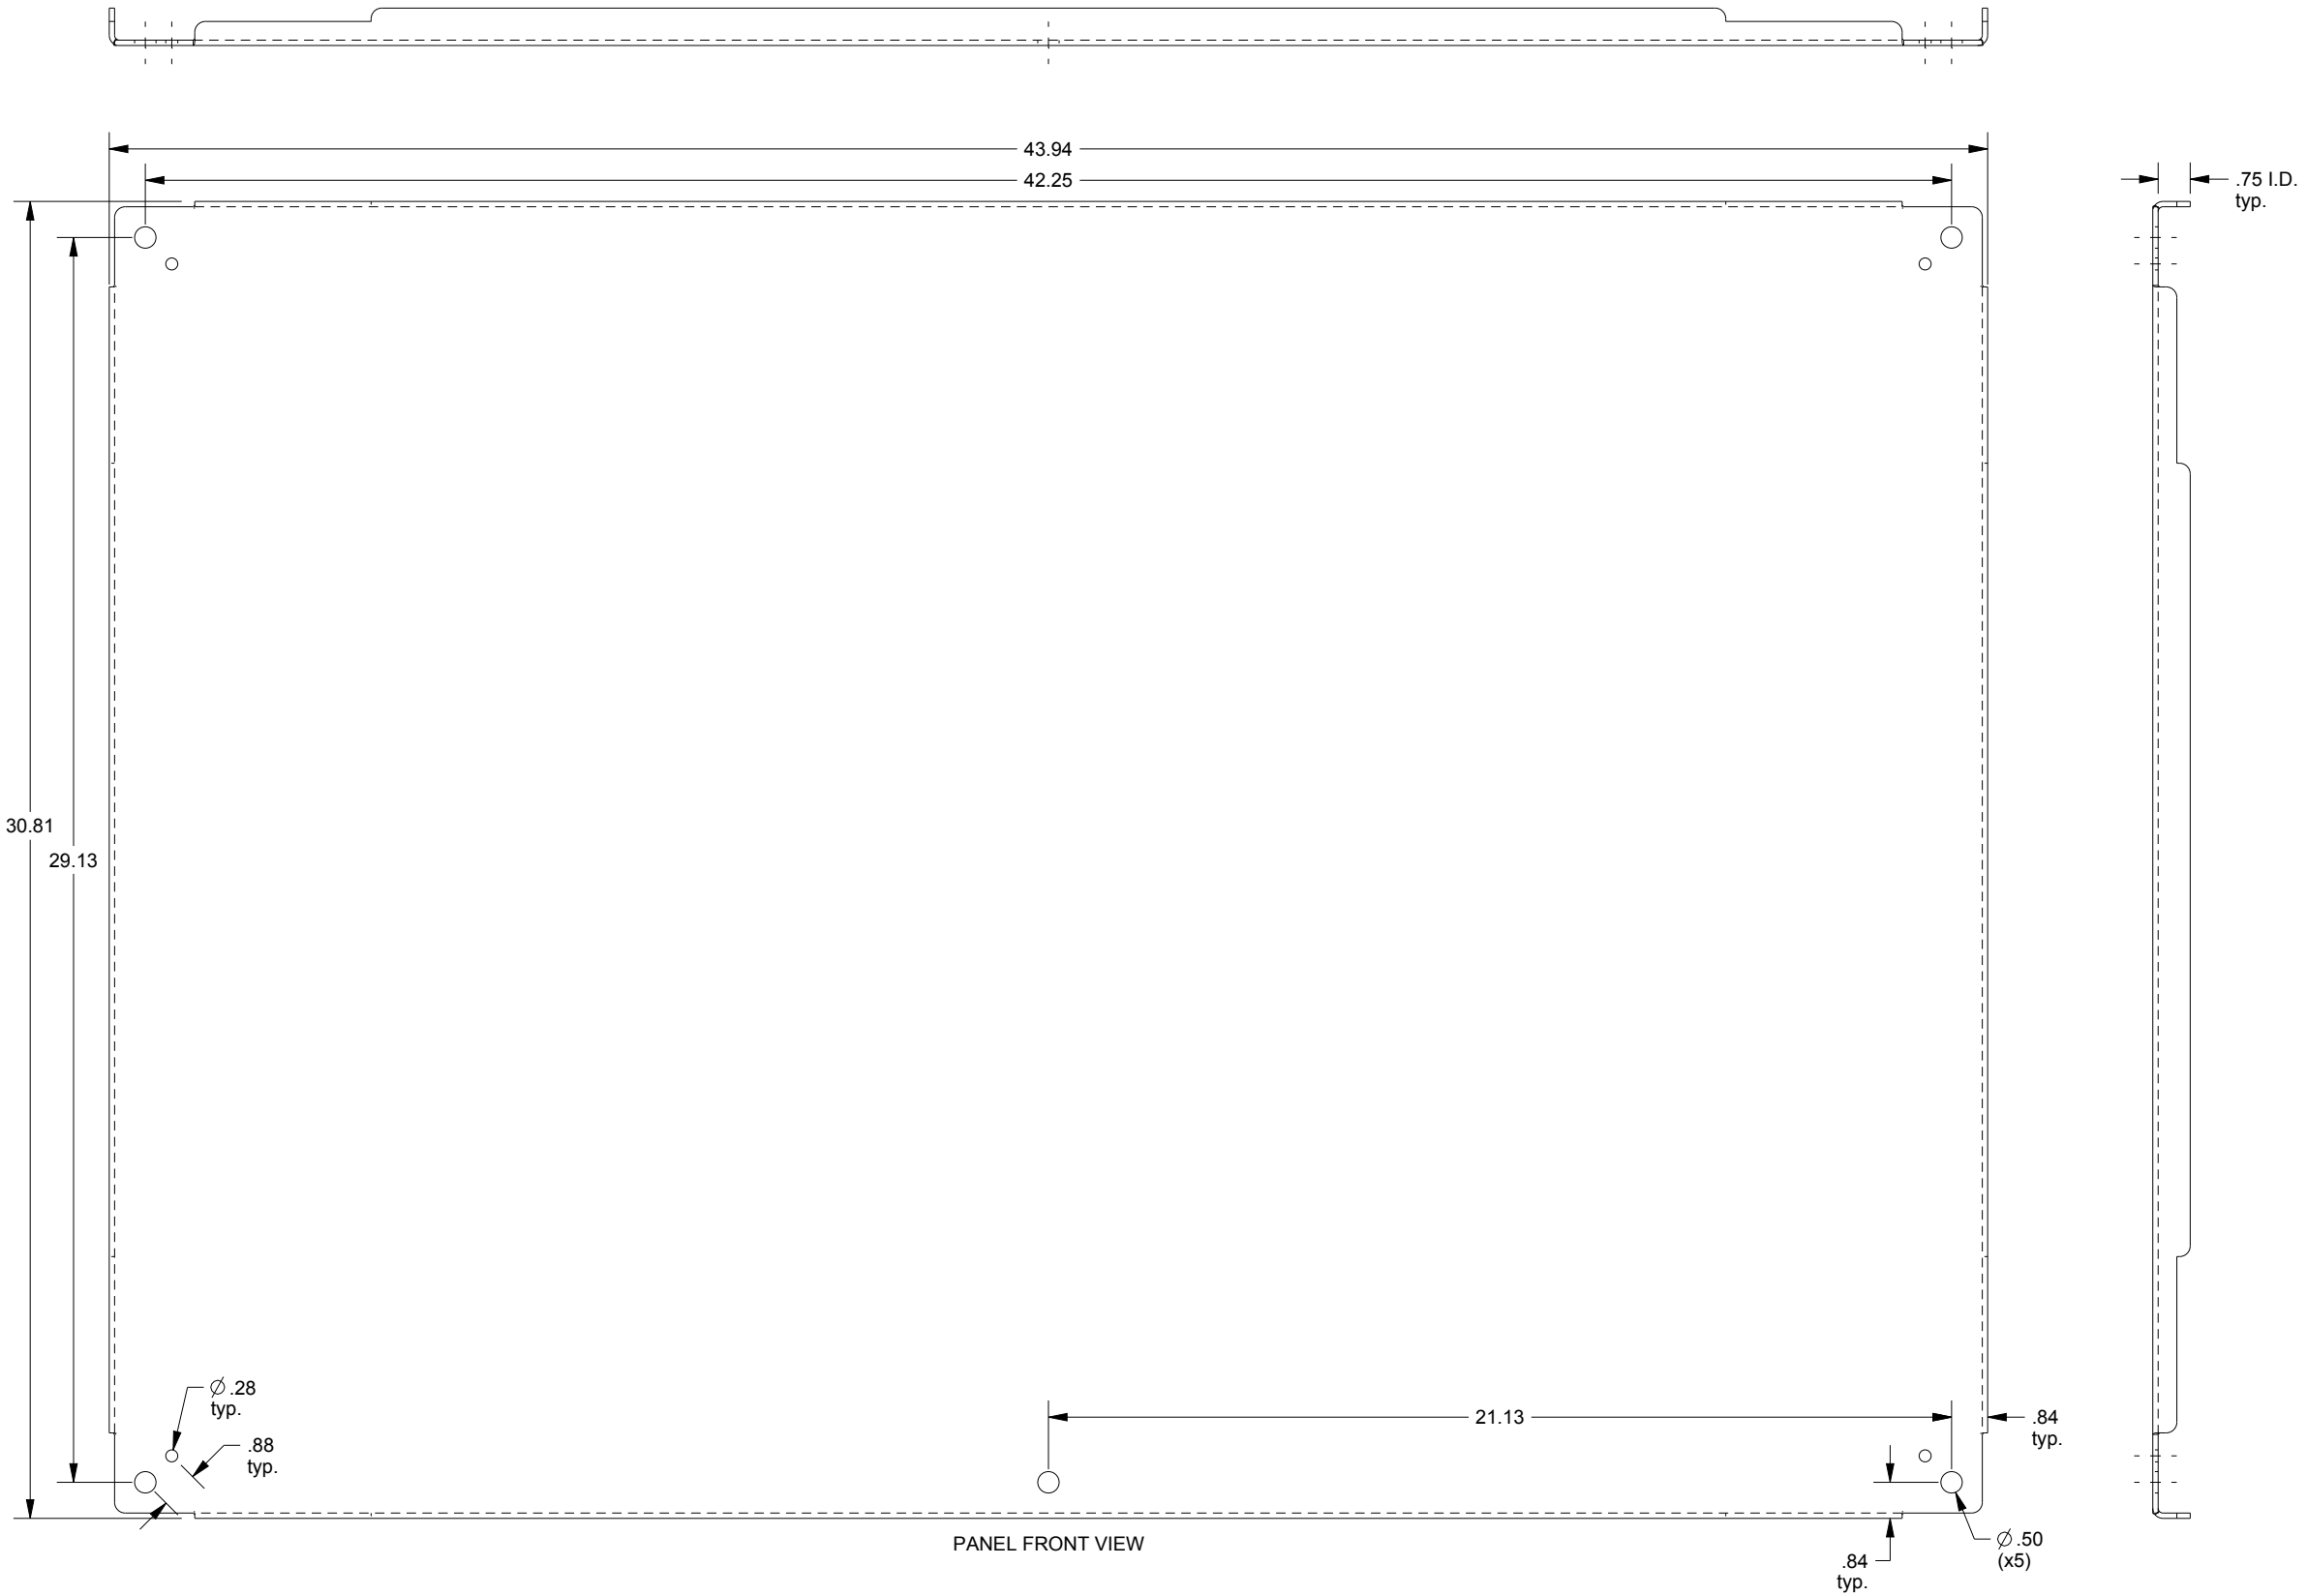 43.94
42.25
.75 I.D.
typ.
30.81
29.13
⌀ .28
typ.
.88
typ.
21.13
.84
typ.
PANEL FRONT VIEW
.84
typ.
⌀ .50
(x5)